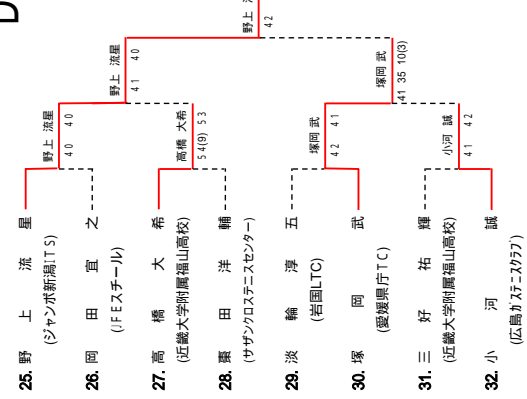 D
野上 流
42
野上 流星
41 40
塚岡 武
41 35 10(3)
野上 流星
40 40
高橋 大希
54(9) 53
塚岡 武
42 41
小河 誠
41 42
25. 野上 流星
(ジャンボ新潟ITS)
26. 岡田 宜之
(JFEスチール)
27. 高橋 大希
(近畿大学附属福山高校)
28. 棗田 洋輔
(サザンクロステニスセンター)
29. 淡輪 淳五
(岩国LTC)
30. 塚岡 武
(愛媛県庁TC)
31. 三好 祐輝
(近畿大学附属福山高校)
32. 小河 誠
(広島ガステニスクラブ)